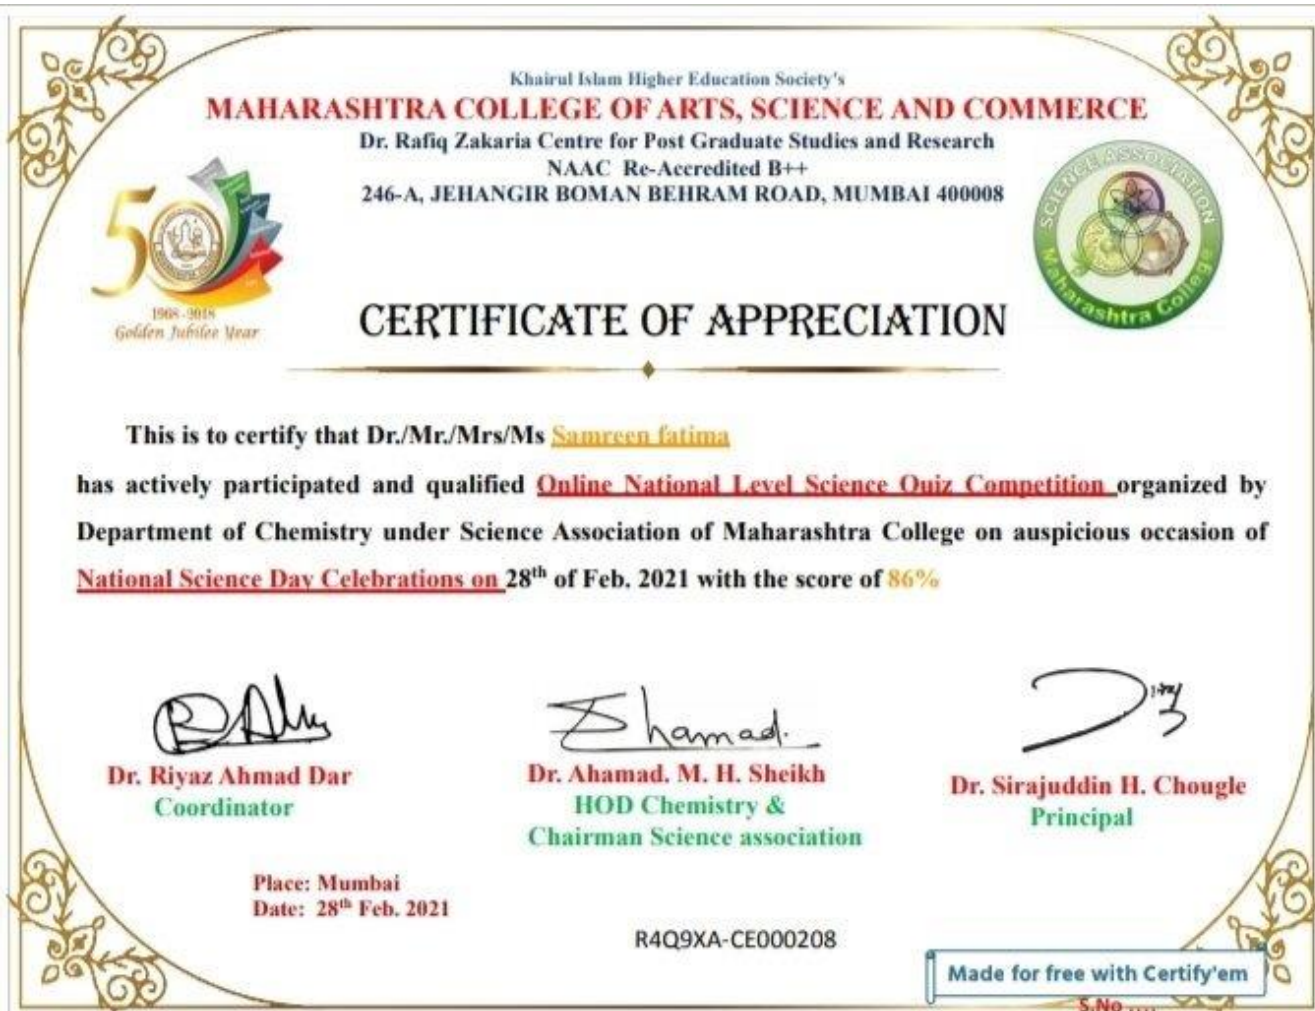 Khairul Islam Higher Education Society's
MAHARASHTRA COLLEGE OF ARTS, SCIENCE AND COMMERCE
Dr. Rafiq Zakaria Centre for Post Graduate Studies and Research
NAAC Re-Accredited B++
246-A, JEHANGIR BOMAN BEHRAM ROAD, MUMBAI 400008
50
Golden Jubilee Year
SCIENCE ASSOCIATION
Maharashtra College
CERTIFICATE OF APPRECIATION
This is to certify that Dr./Mr./Mrs/Ms Samreen fatima
has actively participated and qualified Online National Level Science Quiz Competition organized by
Department of Chemistry under Science Association of Maharashtra College on auspicious occasion of
National Science Day Celebrations on 28th of Feb. 2021 with the score of 86%
Shamad.
Dr. Riyaz Ahmad Dar
Coordinator
Dr. Ahamad. M. H. Sheikh
HOD Chemistry &
Chairman Science association
Dr. Sirajuddin H. Chougle
Principal
Place: Mumbai
Date: 28th Feb. 2021
R4Q9XA-CE000208
Made for free with Certify'em
S.No ....